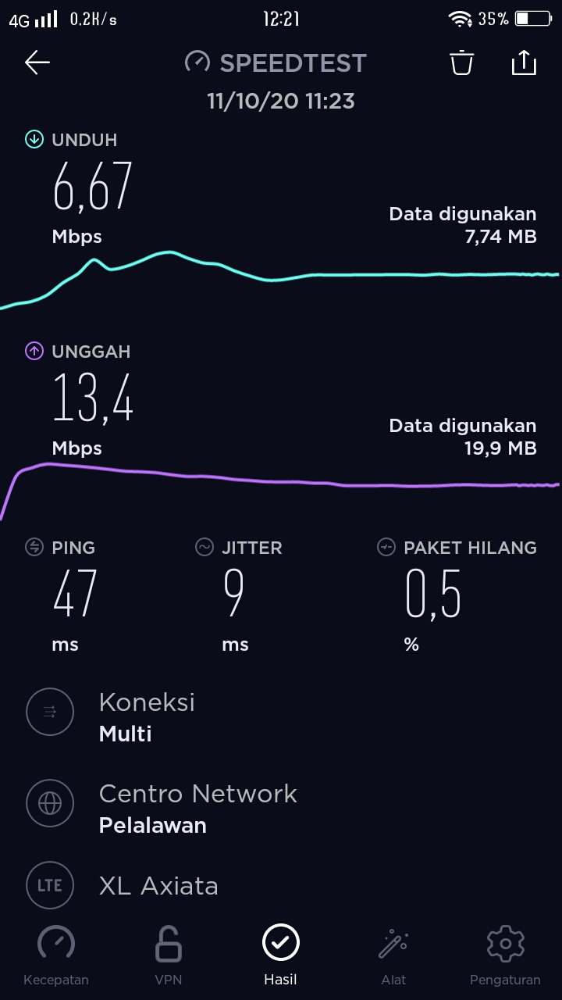 4G 0.2K/s 12:21 35%
SPEEDTEST
11/10/20 11:23
UNDUH
6,67
Mbps
Data digunakan
7,74 MB
UNGGAH
13,4
Mbps
Data digunakan
19,9 MB
PING JITTER PAKET HILANG
47 9 0,5
ms ms %
Koneksi
Multi
Centro Network
Pelalawan
LTE XL Axiata
Kecepatan VPN Hasil Alat Pengaturan